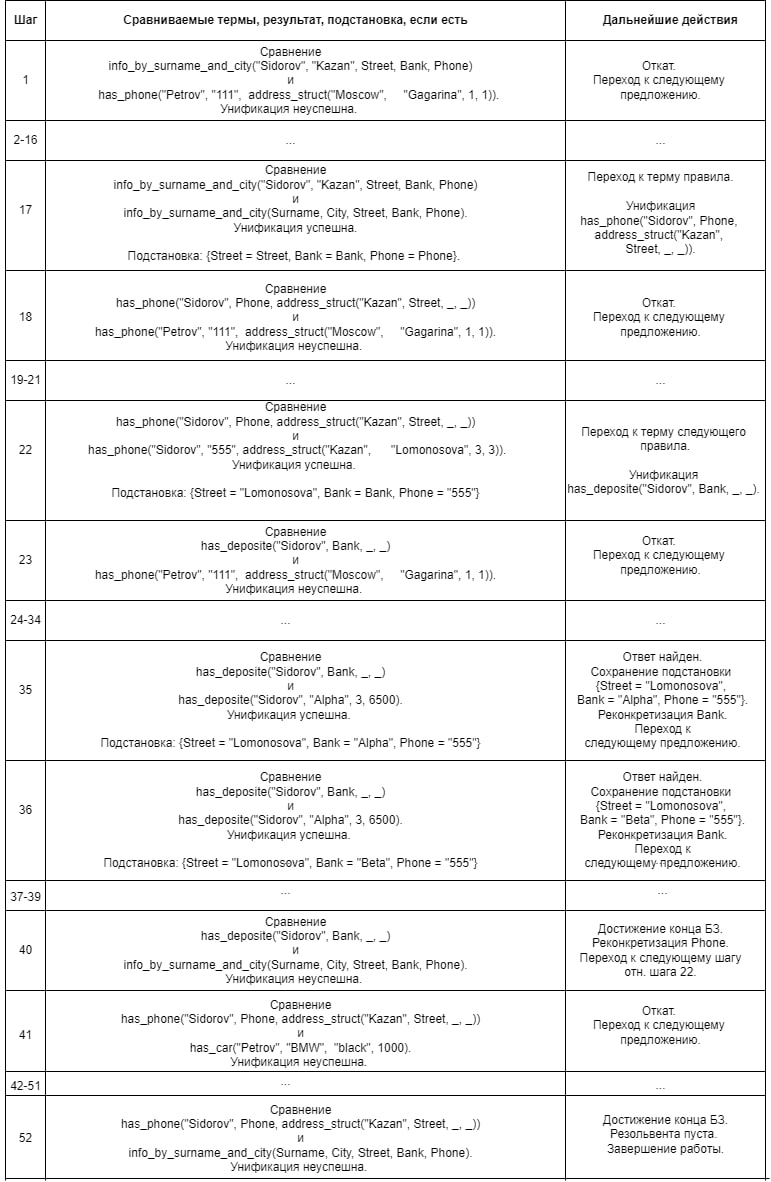 Шаг
Сравниваемые термы, результат, подстановка, если есть
Дальнейшие действия
1
Сравнение
info_by_surname_and_city("Sidorov", "Kazan", Street, Bank, Phone)
и
has_phone("Petrov", "111", address_struct("Moscow", "Gagarina", 1, 1)).
Унификация неуспешна.
Откат.
Переход к следующему
предложению.
2-16
...
...
17
Сравнение
info_by_surname_and_city("Sidorov", "Kazan", Street, Bank, Phone)
и
info_by_surname_and_city(Surname, City, Street, Bank, Phone).
Унификация успешна.
Подстановка: {Street = Street, Bank = Bank, Phone = Phone}.
Переход к терму правила.
Унификация
has_phone("Sidorov", Phone,
address_struct("Kazan",
Street, _, _)).
18
Сравнение
has_phone("Sidorov", Phone, address_struct("Kazan", Street, _, _))
и
has_phone("Petrov", "111", address_struct("Moscow", "Gagarina", 1, 1)).
Унификация неуспешна.
Откат.
Переход к следующему
предложению.
19-21
...
...
22
Сравнение
has_phone("Sidorov", Phone, address_struct("Kazan", Street, _, _))
и
has_phone("Sidorov", "555", address_struct("Kazan", "Lomonosova", 3, 3)).
Унификация успешна.
Подстановка: {Street = "Lomonosova", Bank = Bank, Phone = "555"}
Переход к терму следующего
правила.
Унификация
has_deposite("Sidorov", Bank, _, _).
23
Сравнение
has_deposite("Sidorov", Bank, _, _)
и
has_phone("Petrov", "111", address_struct("Moscow", "Gagarina", 1, 1)).
Унификация неуспешна.
Откат.
Переход к следующему
предложению.
24-34
...
...
35
Сравнение
has_deposite("Sidorov", Bank, _, _)
и
has_deposite("Sidorov", "Alpha", 3, 6500).
Унификация успешна.
Подстановка: {Street = "Lomonosova", Bank = "Alpha", Phone = "555"}
Ответ найден.
Сохранение подстановки
{Street = "Lomonosova",
Bank = "Alpha", Phone = "555"}.
Реконкретизация Bank.
Переход к
следующему предложению.
36
Сравнение
has_deposite("Sidorov", Bank, _, _)
и
has_deposite("Sidorov", "Alpha", 3, 6500).
Унификация успешна.
Подстановка: {Street = "Lomonosova", Bank = "Beta", Phone = "555"}
Ответ найден.
Сохранение подстановки
{Street = "Lomonosova",
Bank = "Beta", Phone = "555"}.
Реконкретизация Bank.
Переход к
следующему предложению.
37-39
...
...
40
Сравнение
has_deposite("Sidorov", Bank, _, _)
и
info_by_surname_and_city(Surname, City, Street, Bank, Phone).
Унификация неуспешна.
Достижение конца БЗ.
Реконкретизация Phone.
Переход к следующему шагу
отн. шага 22.
41
Сравнение
has_phone("Sidorov", Phone, address_struct("Kazan", Street, _, _))
и
has_car("Petrov", "BMW", "black", 1000).
Унификация неуспешна.
Откат.
Переход к следующему
предложению.
42-51
...
...
52
Сравнение
has_phone("Sidorov", Phone, address_struct("Kazan", Street, _, _))
и
info_by_surname_and_city(Surname, City, Street, Bank, Phone).
Унификация неуспешна.
Достижение конца БЗ.
Резольвента пуста.
Завершение работы.